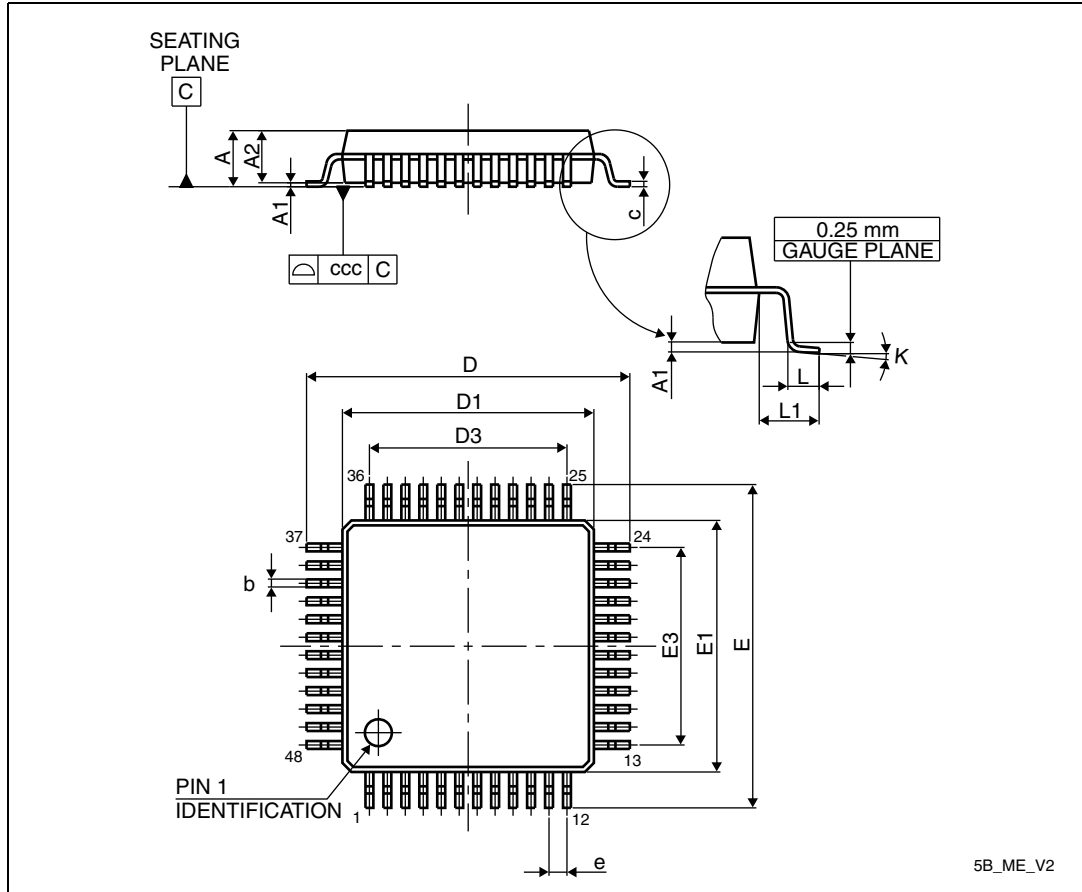 SEATING
PLANE
C
A
A2
A1
c
ccc C
0.25 mm
GAUGE PLANE
A1
K
L
L1
D
D1
D3
36
25
37
24
b
E3
E1
E
48
13
PIN 1
IDENTIFICATION
1
12
e
5B_ME_V2